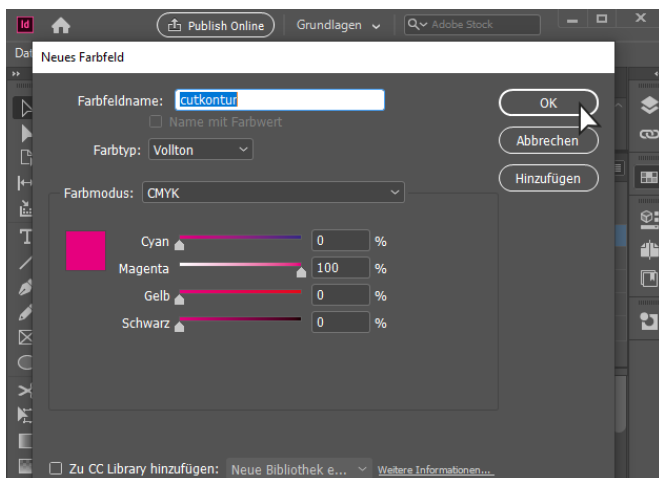 Id Publish Online Grundlagen Adobe Stock
Dat
Neues Farbfeld
Farbfeldname: cutkontur OK
Name mit Farbwert
Farbtyp: Vollton Abbrechen
Farbmodus: CMYK Hinzufügen
Cyan 0 %
Magenta 100 %
Gelb 0 %
Schwarz 0 %
Zu CC Library hinzufügen: Neue Bibliothek e... Weitere Informationen...